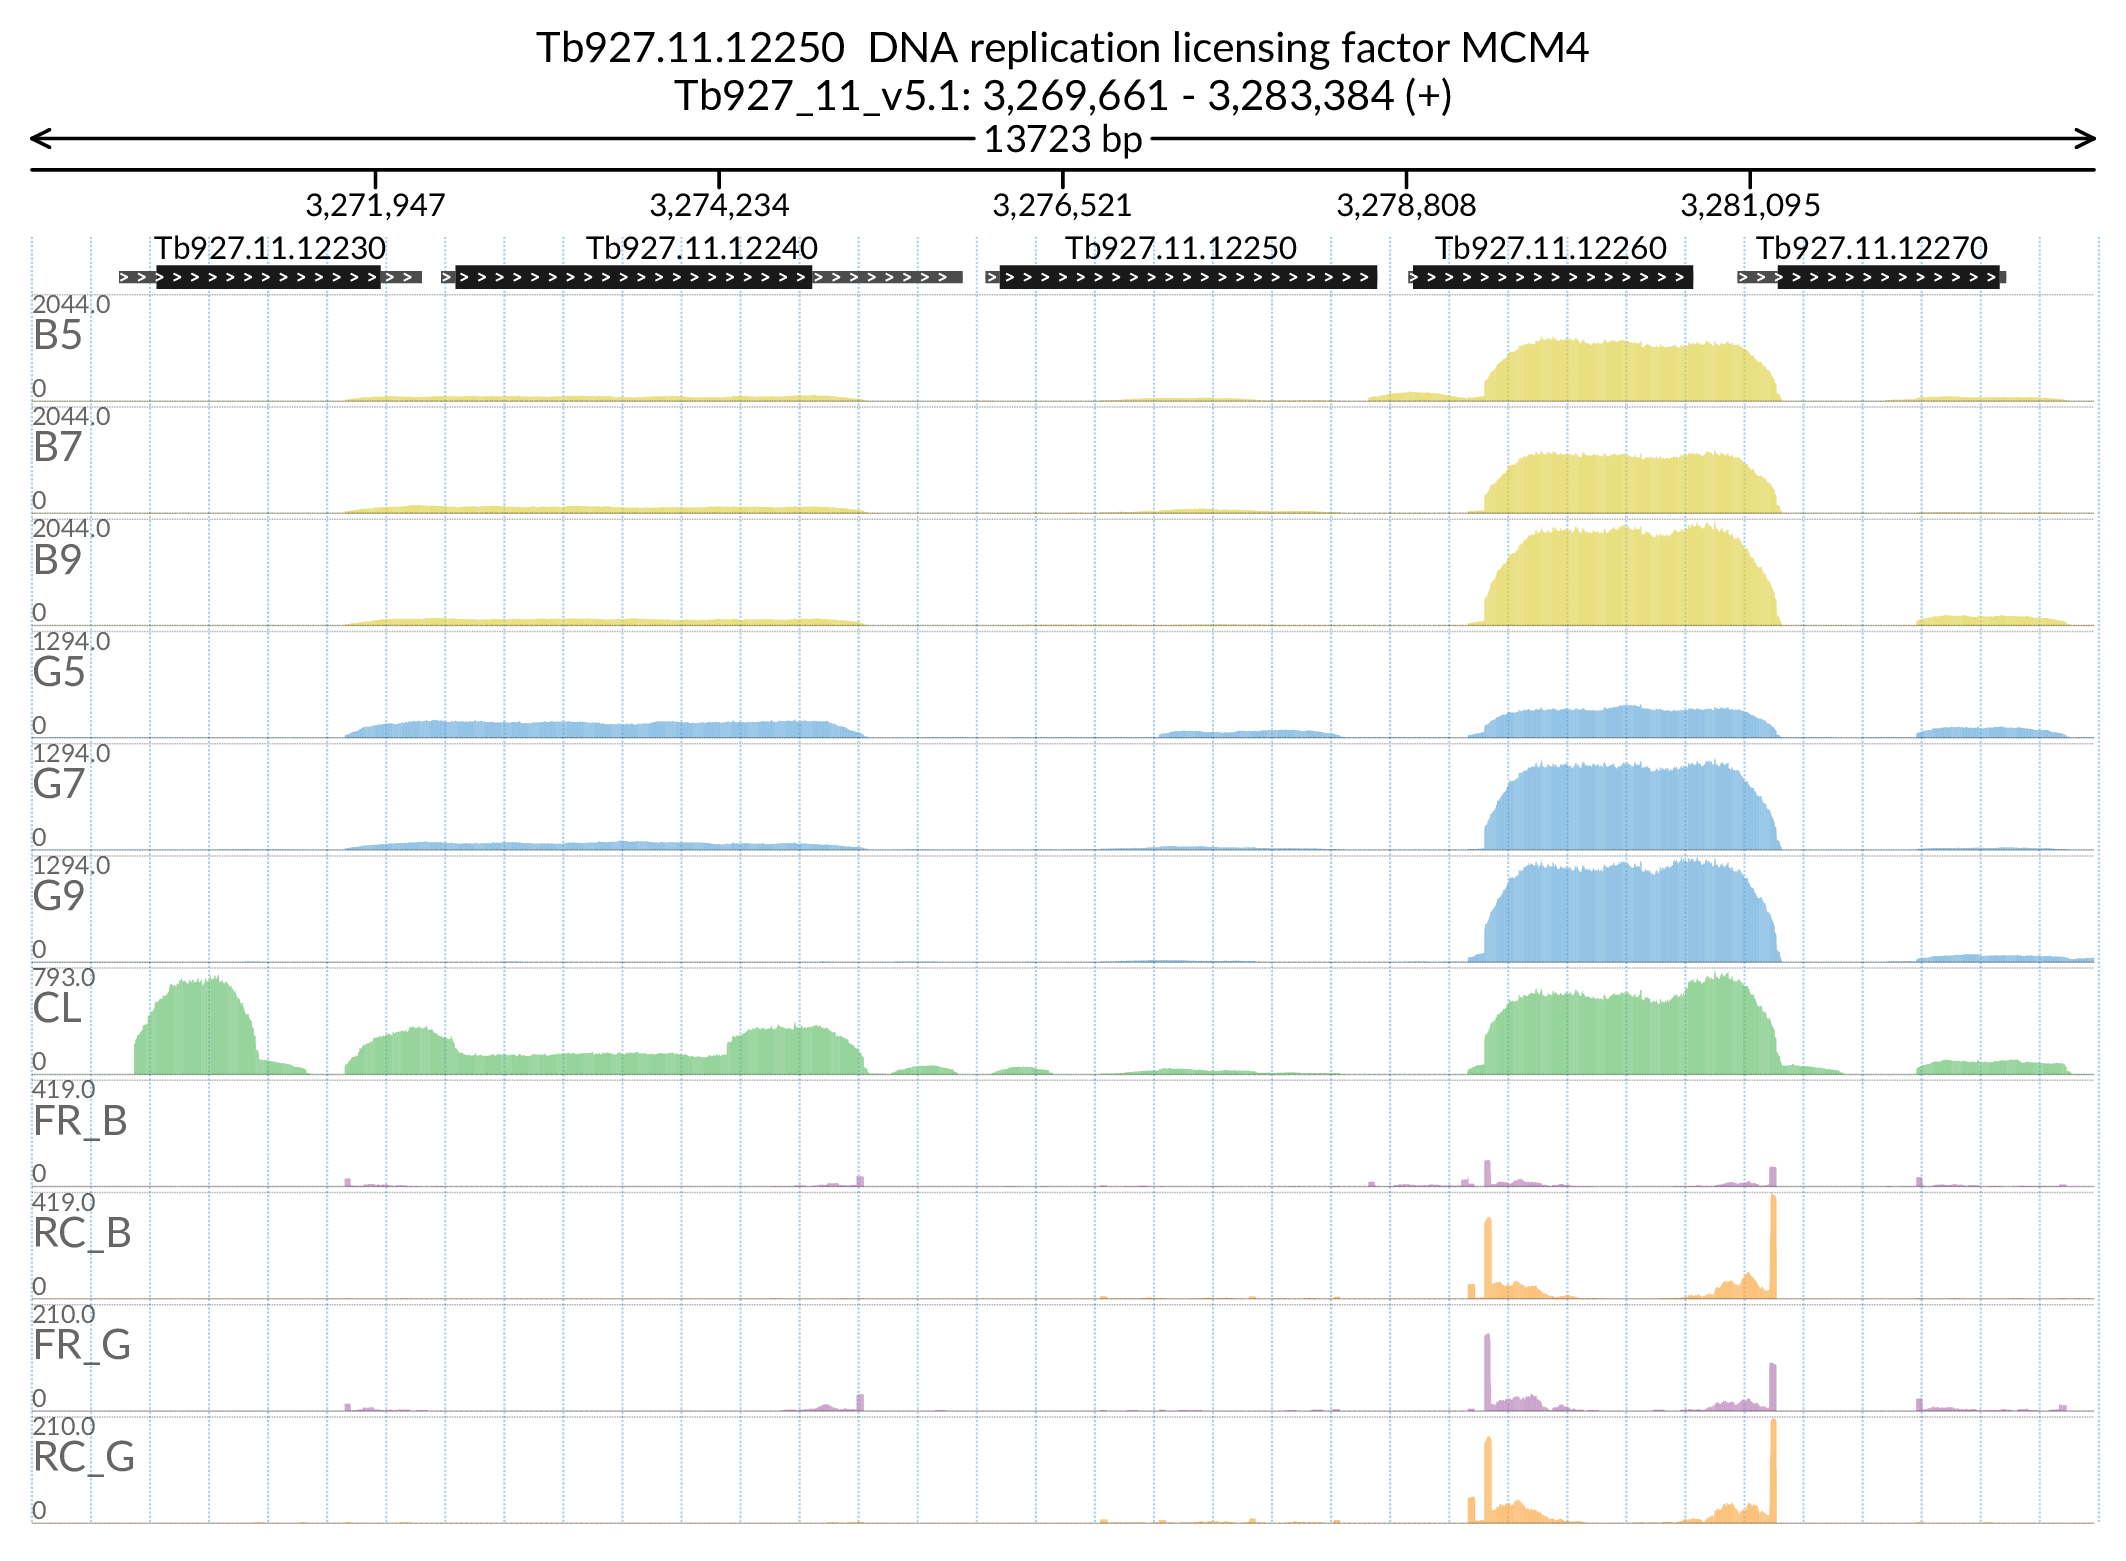 Tb927.11.12250  DNA replication licensing factor MCM4
Tb927_11_v5.1: 3,269,661 - 3,283,384 (+)
13723 bp
3,271,947 3,274,234 3,276,521 3,278,808 3,281,095
Tb927.11.12230 Tb927.11.12240 Tb927.11.12250 Tb927.11.12260 Tb927.11.12270
2044.0
B5
0
2044.0
B7
0
2044.0
B9
0
1294.0
G5
0
1294.0
G7
0
1294.0
G9
0
793.0
CL
0
419.0
FR_B
0
419.0
RC_B
0
210.0
FR_G
0
210.0
RC_G
0